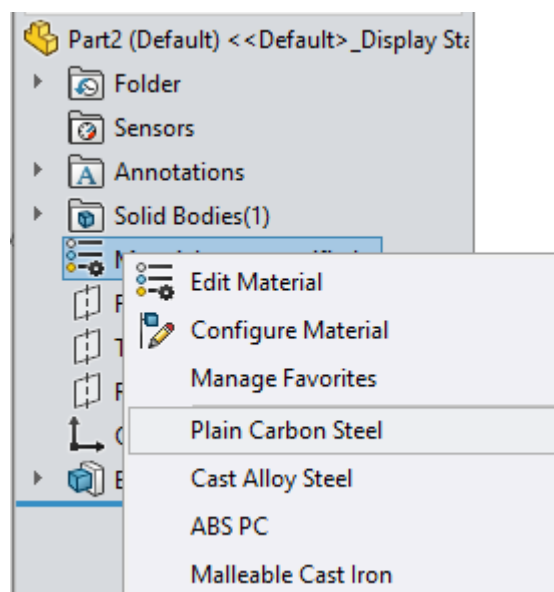 Part2 (Default) <<Default>_Display Sta
Folder
Sensors
A Annotations
Solid Bodies(1)
Edit Material
Configure Material
Manage Favorites
Plain Carbon Steel
Cast Alloy Steel
ABS PC
Malleable Cast Iron